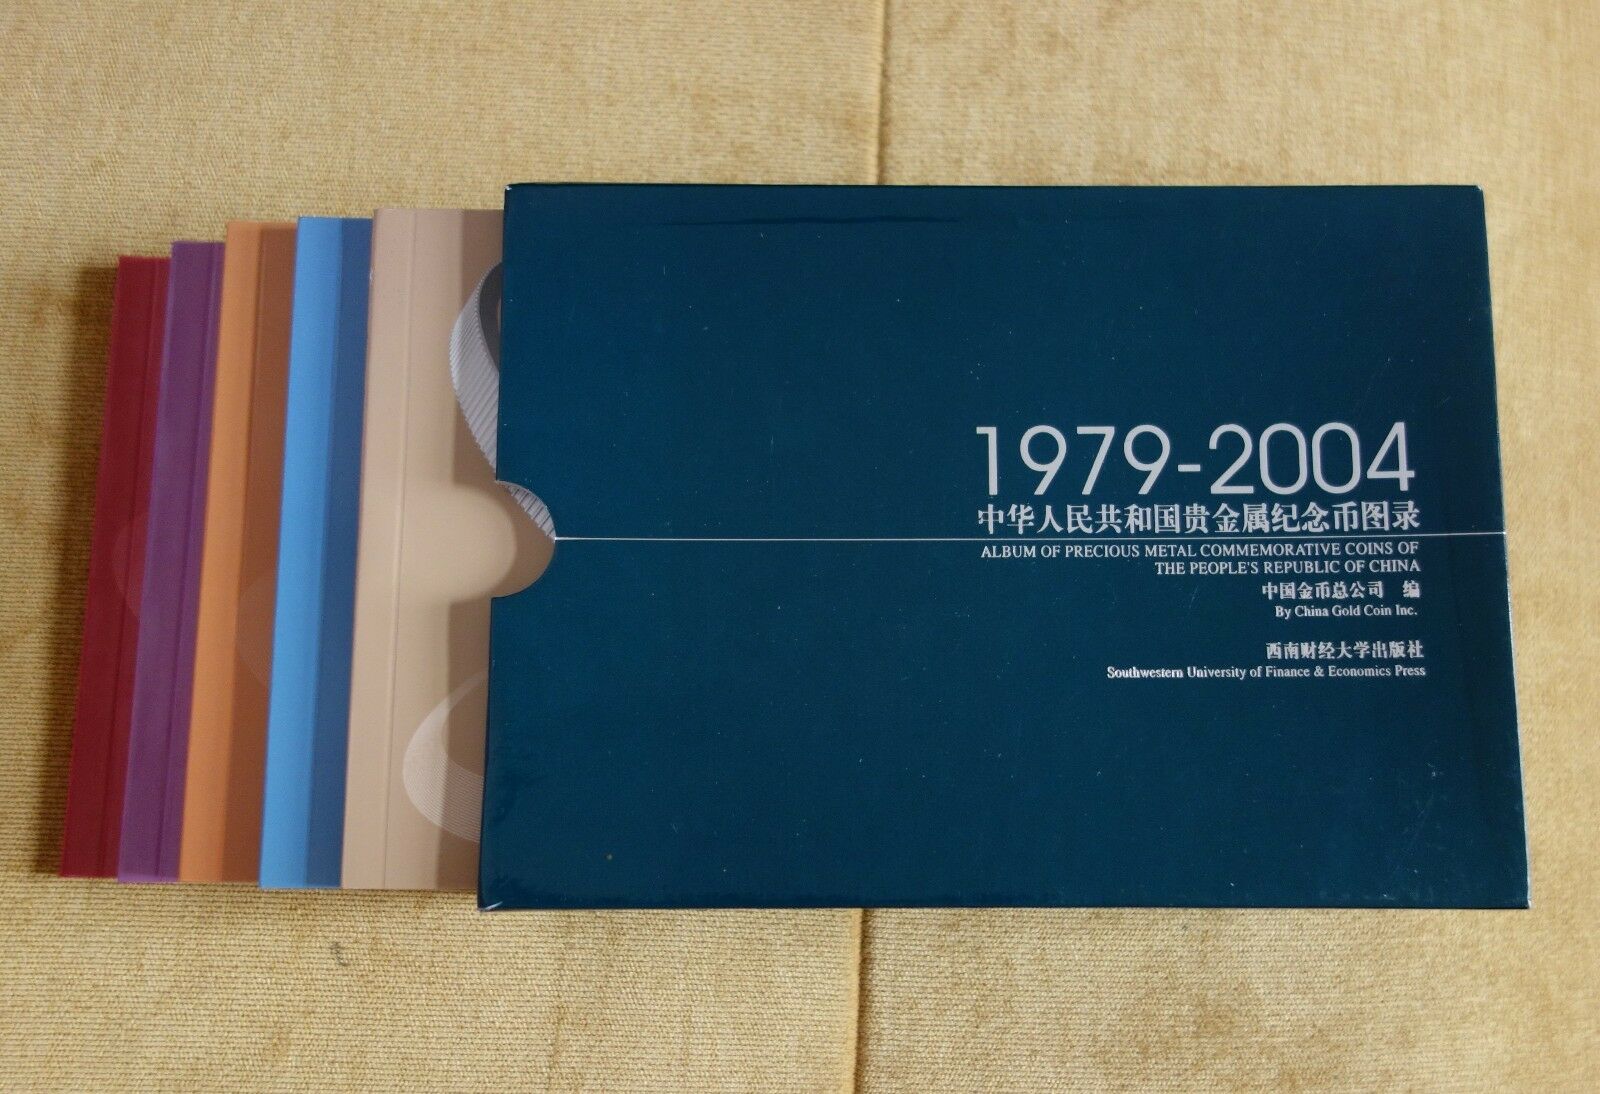 1979-2004
中华人民共和国贵金属纪念币图录
ALBUM OF PRECIOUS METAL COMMEMORATIVE COINS OF
THE PEOPLE'S REPUBLIC OF CHINA
中国金币总公司 编
By China Gold Coin Inc.
西南财经大学出版社
Southwestern University of Finance & Economics Press